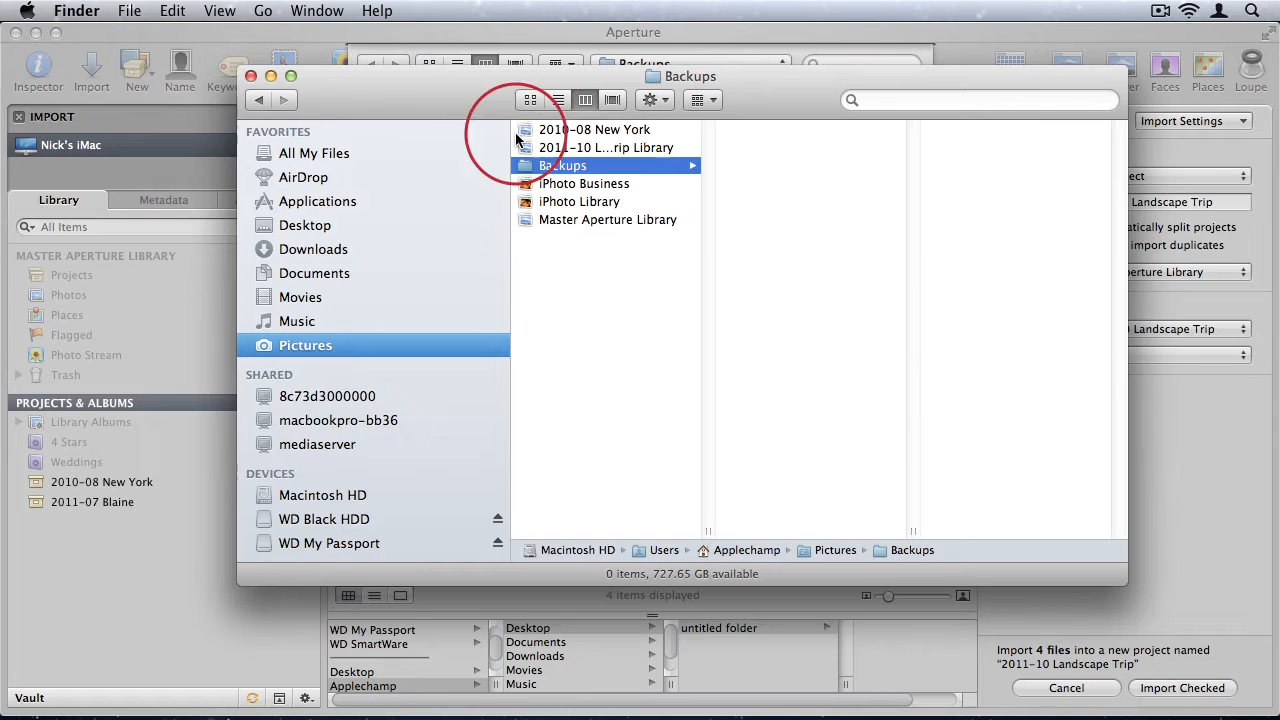 Finder File Edit View Go Window Help
Aperture
Inspector Import New Name Faces Places Loupe
Backups
Backups
IMPORT
Nick's iMac
Import Settings
Library Metadata
All Items
MASTER APERTURE LIBRARY
Projects
Photos
Places
Flagged
Photo Stream
Trash
PROJECTS & ALBUMS
Library Albums
4 Stars
Weddings
2010-08 New York
2011-07 Blaine
Vault
FAVORITES
All My Files
AirDrop
Applications
Desktop
Downloads
Documents
Movies
Music
Pictures
SHARED
8c73d3000000
macbookpro-bb36
mediaserver
DEVICES
Macintosh HD
WD Black HDD
WD My Passport
2010-08 New York
2011-10 L...rip Library
Backups
iPhoto Business
iPhoto Library
Master Aperture Library
Macintosh HD Users Applechamp Pictures Backups
0 items, 727.65 GB available
Landscape Trip
split projects
import duplicates
Library
Landscape Trip
4 items displayed
WD My Passport
WD SmartWare
Desktop
Applechamp
Desktop
Documents
Downloads
Movies
Music
untitled folder
Import 4 files into a new project named
“2011-10 Landscape Trip”
Cancel Import Checked